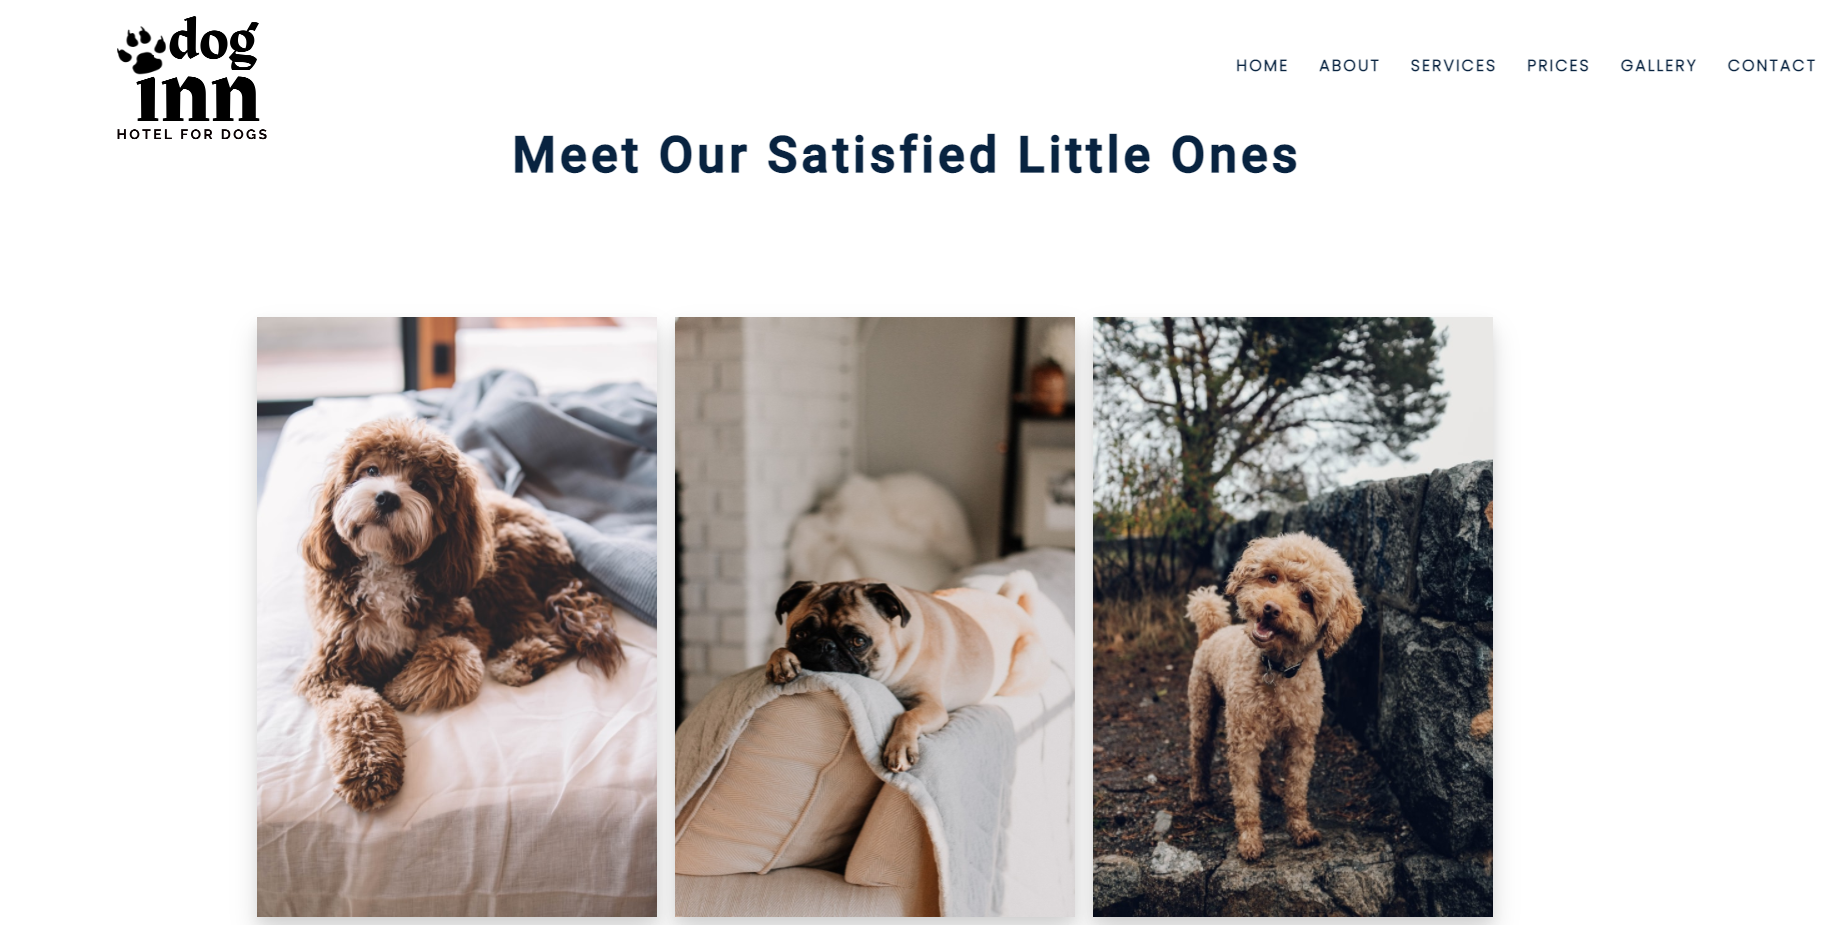 dog
inn
HOTEL FOR DOGS
HOME ABOUT SERVICES PRICES GALLERY CONTACT
Meet Our Satisfied Little Ones